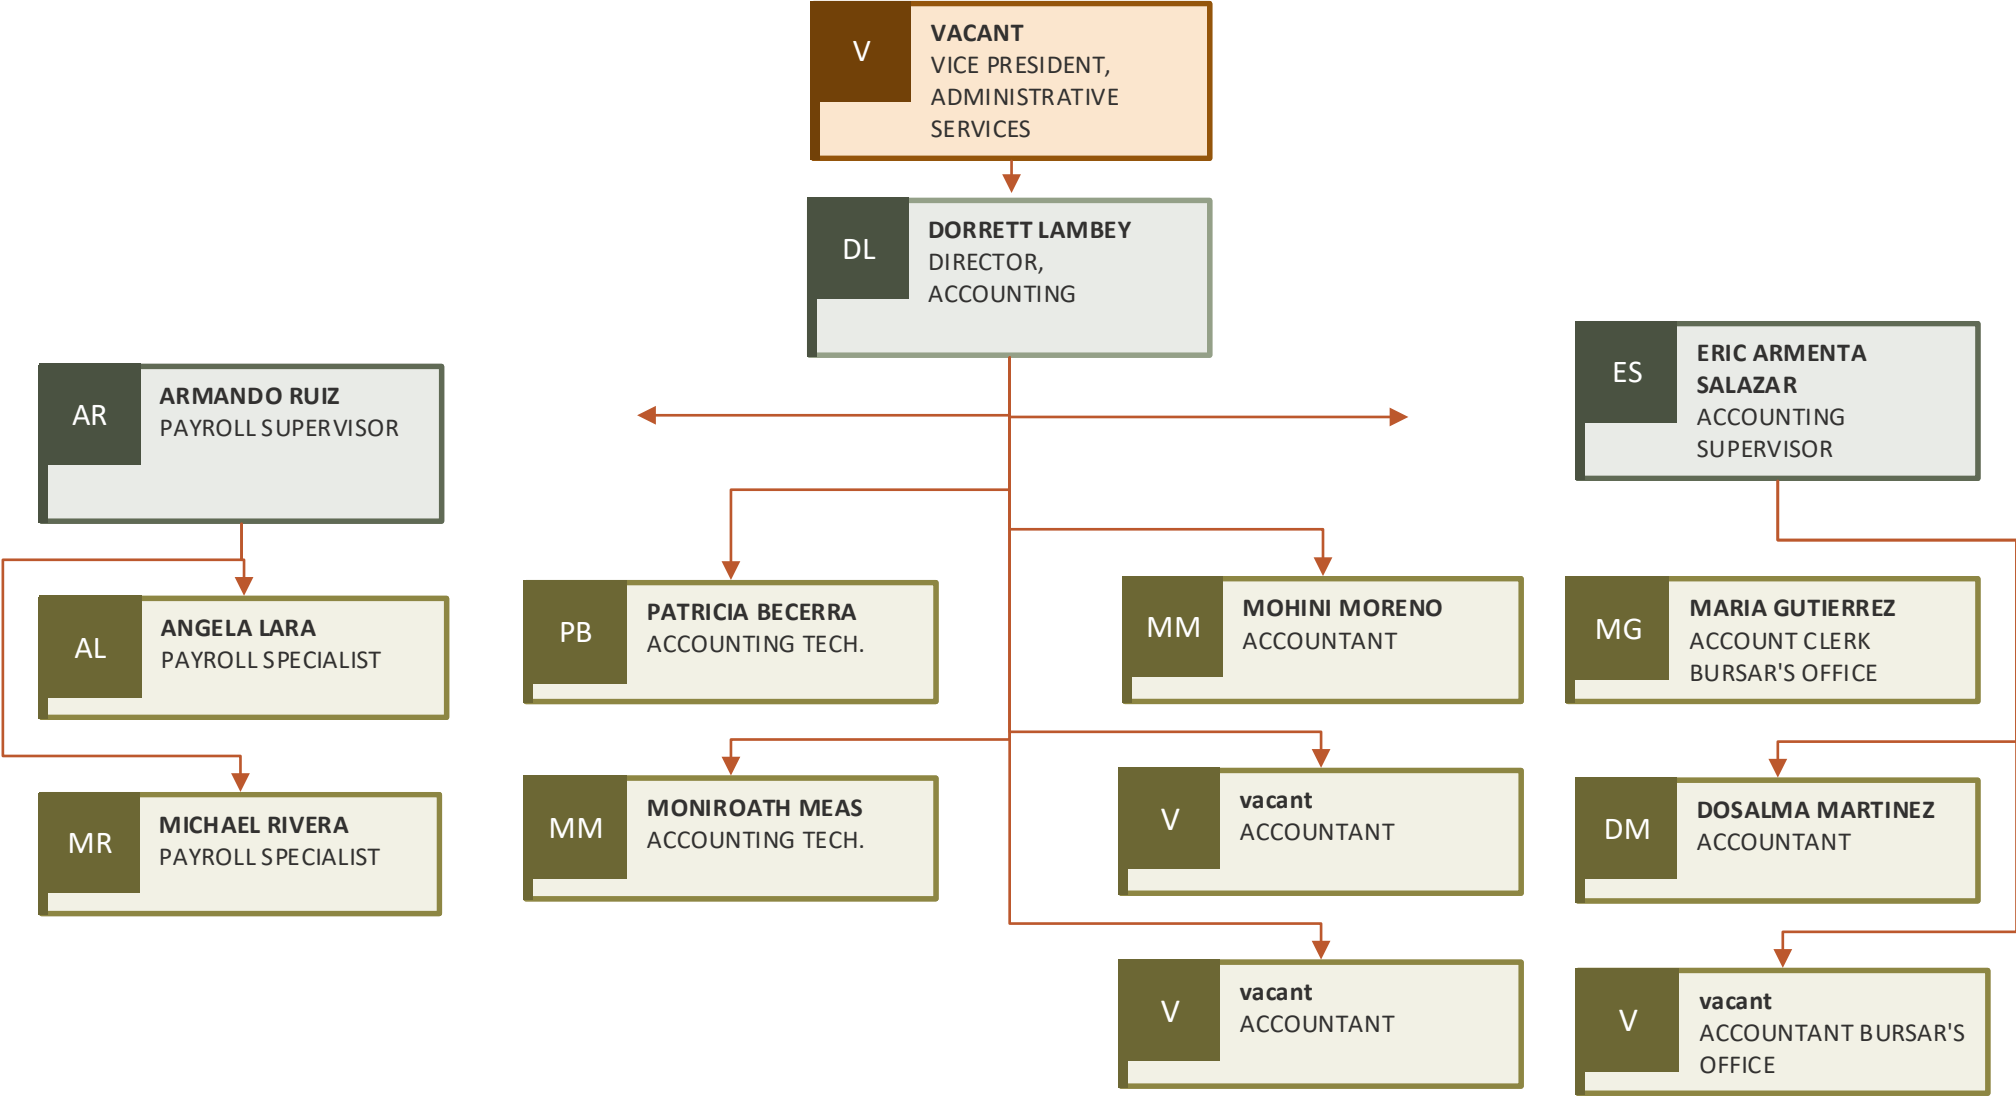 V
VACANT
VICE PRESIDENT,
ADMINISTRATIVE
SERVICES
DL
DORRETT LAMBEY
DIRECTOR,
ACCOUNTING
AR
ARMANDO RUIZ
PAYROLL SUPERVISOR
ES
ERIC ARMENTA
SALAZAR
ACCOUNTING
SUPERVISOR
AL
ANGELA LARA
PAYROLL SPECIALIST
PB
PATRICIA BECERRA
ACCOUNTING TECH.
MM
MOHINI MORENO
ACCOUNTANT
MG
MARIA GUTIERREZ
ACCOUNT CLERK
BURSAR'S OFFICE
MR
MICHAEL RIVERA
PAYROLL SPECIALIST
MM
MONIROATH MEAS
ACCOUNTING TECH.
V
vacant
ACCOUNTANT
DM
DOSALMA MARTINEZ
ACCOUNTANT
V
vacant
ACCOUNTANT
V
vacant
ACCOUNTANT BURSAR'S
OFFICE